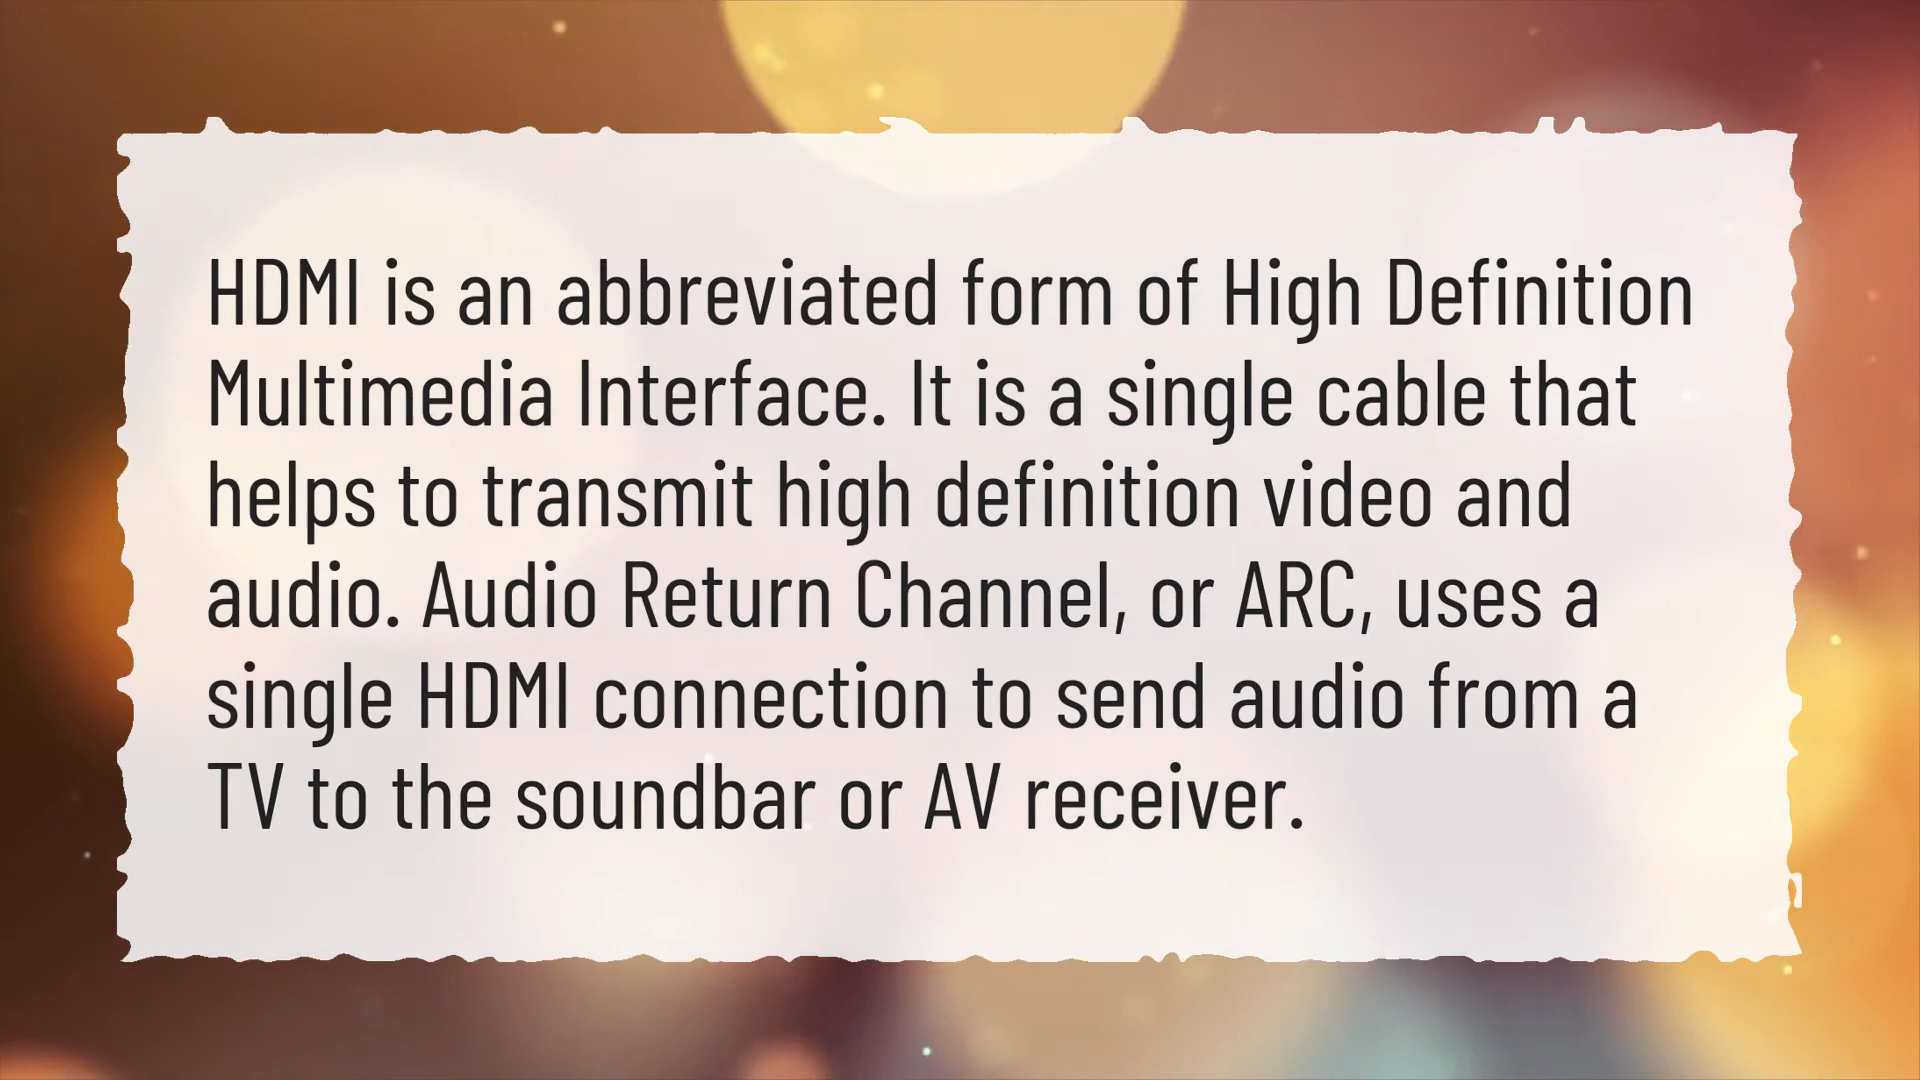 HDMI is an abbreviated form of High Definition
Multimedia Interface. It is a single cable that
helps to transmit high definition video and
audio. Audio Return Channel, or ARC, uses a
single HDMI connection to send audio from a
TV to the soundbar or AV receiver.